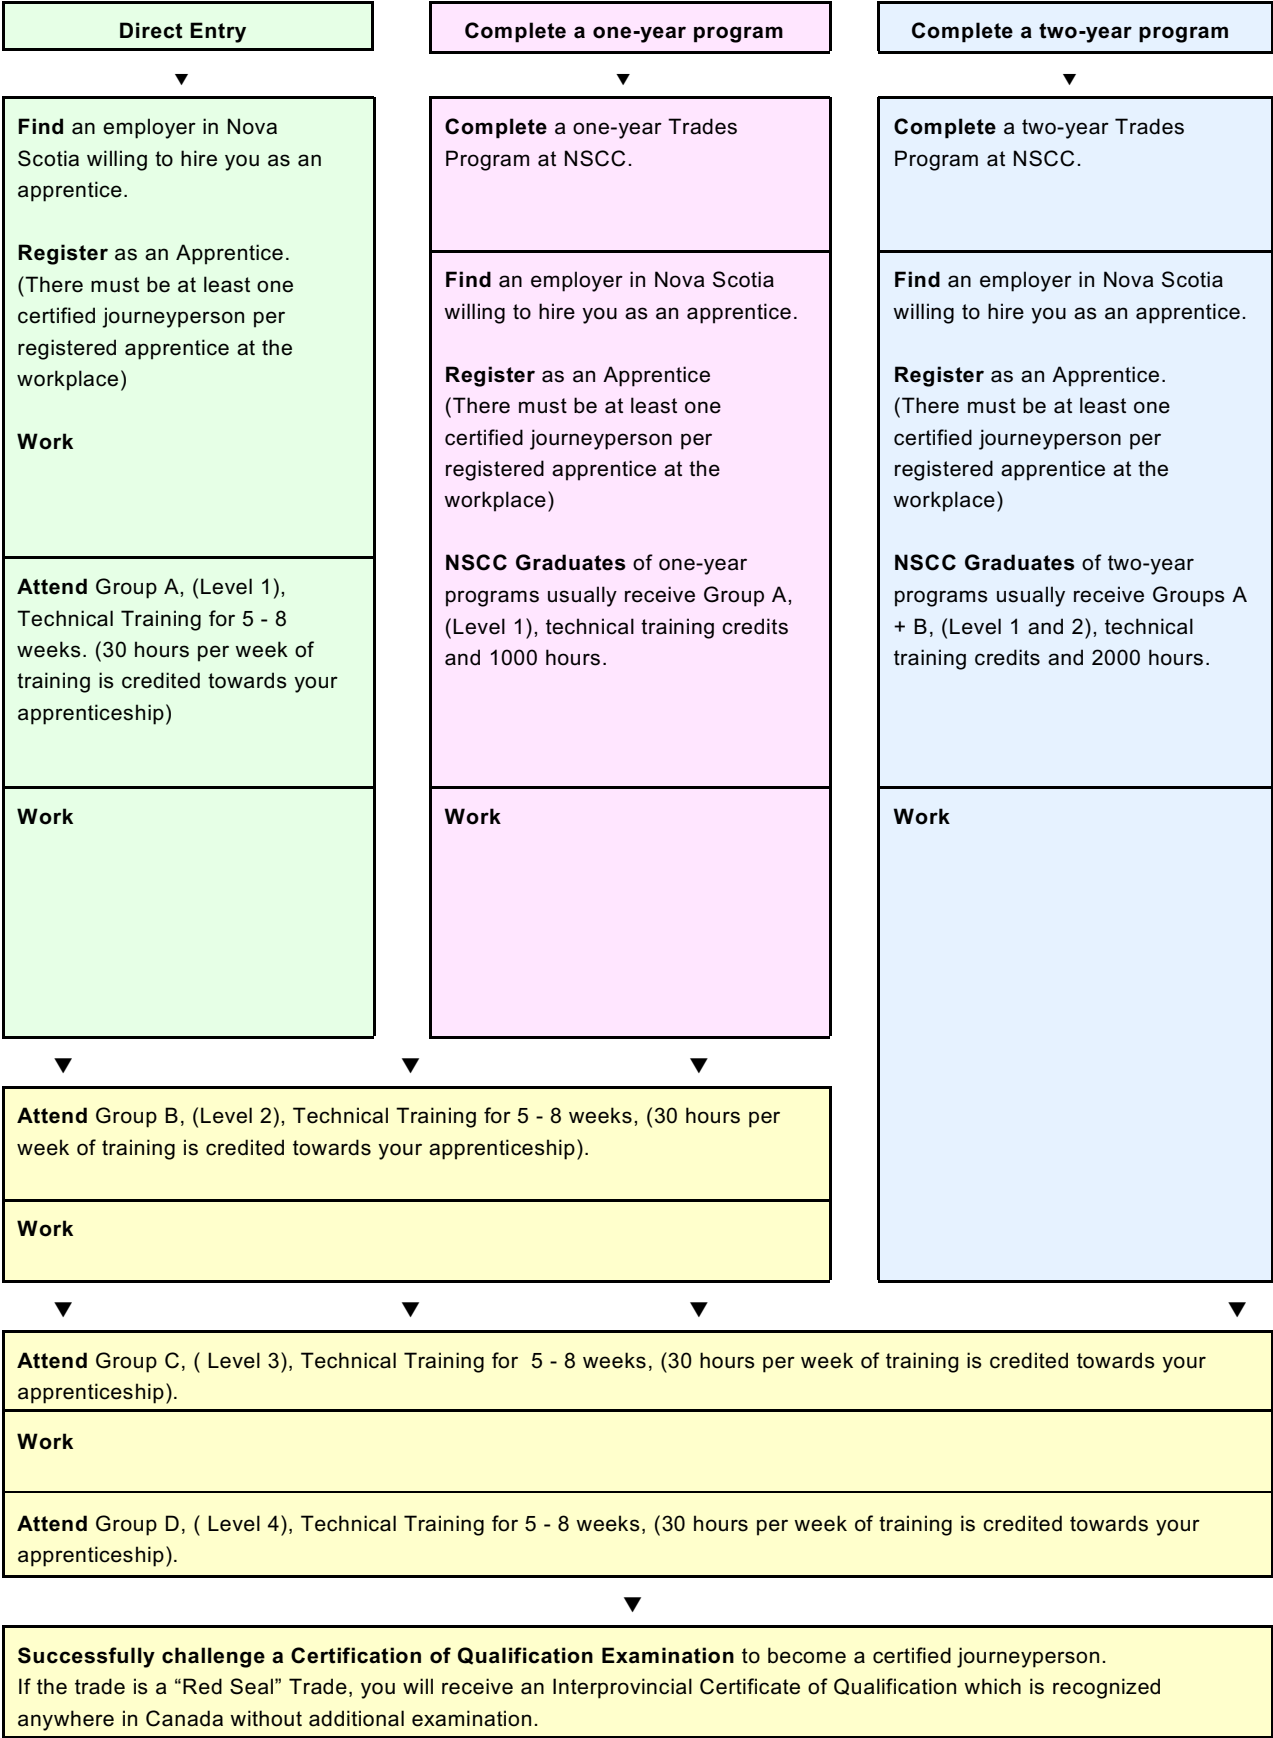 Direct Entry
Find an employer in Nova
Scotia willing to hire you as an
apprentice.
Register as an Apprentice.
(There must be at least one
certified journeyperson per
registered apprentice at the
workplace)
Work
Attend Group A, (Level 1),
Technical Training for 5 - 8
weeks. (30 hours per week of
training is credited towards your
apprenticeship)
Work
Complete a one-year program
Complete a one-year Trades
Program at NSCC.
Find an employer in Nova Scotia
willing to hire you as an apprentice.
Register as an Apprentice
(There must be at least one
certified journeyperson per
registered apprentice at the
workplace)
NSCC Graduates of one-year
programs usually receive Group A,
(Level 1), technical training credits
and 1000 hours.
Work
Complete a two-year program
Complete a two-year Trades
Program at NSCC.
Find an employer in Nova Scotia
willing to hire you as an apprentice.
Register as an Apprentice.
(There must be at least one
certified journeyperson per
registered apprentice at the
workplace)
NSCC Graduates of two-year
programs usually receive Groups A
+ B, (Level 1 and 2), technical
training credits and 2000 hours.
Work
Attend Group B, (Level 2), Technical Training for 5 - 8 weeks, (30 hours per
week of training is credited towards your apprenticeship).
Work
Attend Group C, ( Level 3), Technical Training for  5 - 8 weeks, (30 hours per week of training is credited towards your
apprenticeship).
Work
Attend Group D, ( Level 4), Technical Training for 5 - 8 weeks, (30 hours per week of training is credited towards your
apprenticeship).
Successfully challenge a Certification of Qualification Examination to become a certified journeyperson.
If the trade is a “Red Seal” Trade, you will receive an Interprovincial Certificate of Qualification which is recognized
anywhere in Canada without additional examination.